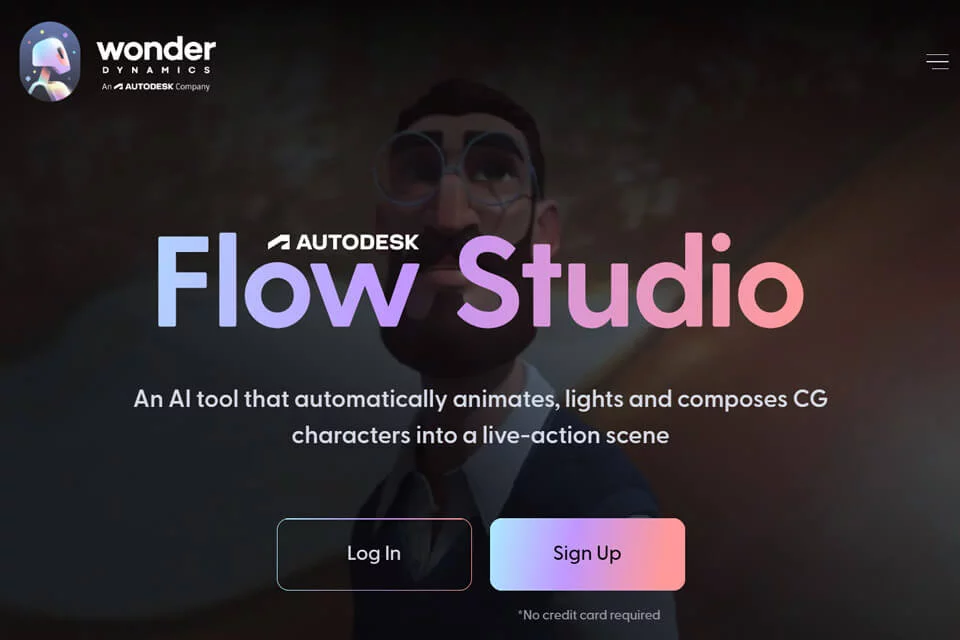 wonder
DYNAMICS
An AUTODESK Company
AUTODESK
Flow Studio
An AI tool that automatically animates, lights and composes CG
characters into a live-action scene
Log In
Sign Up
*No credit card required